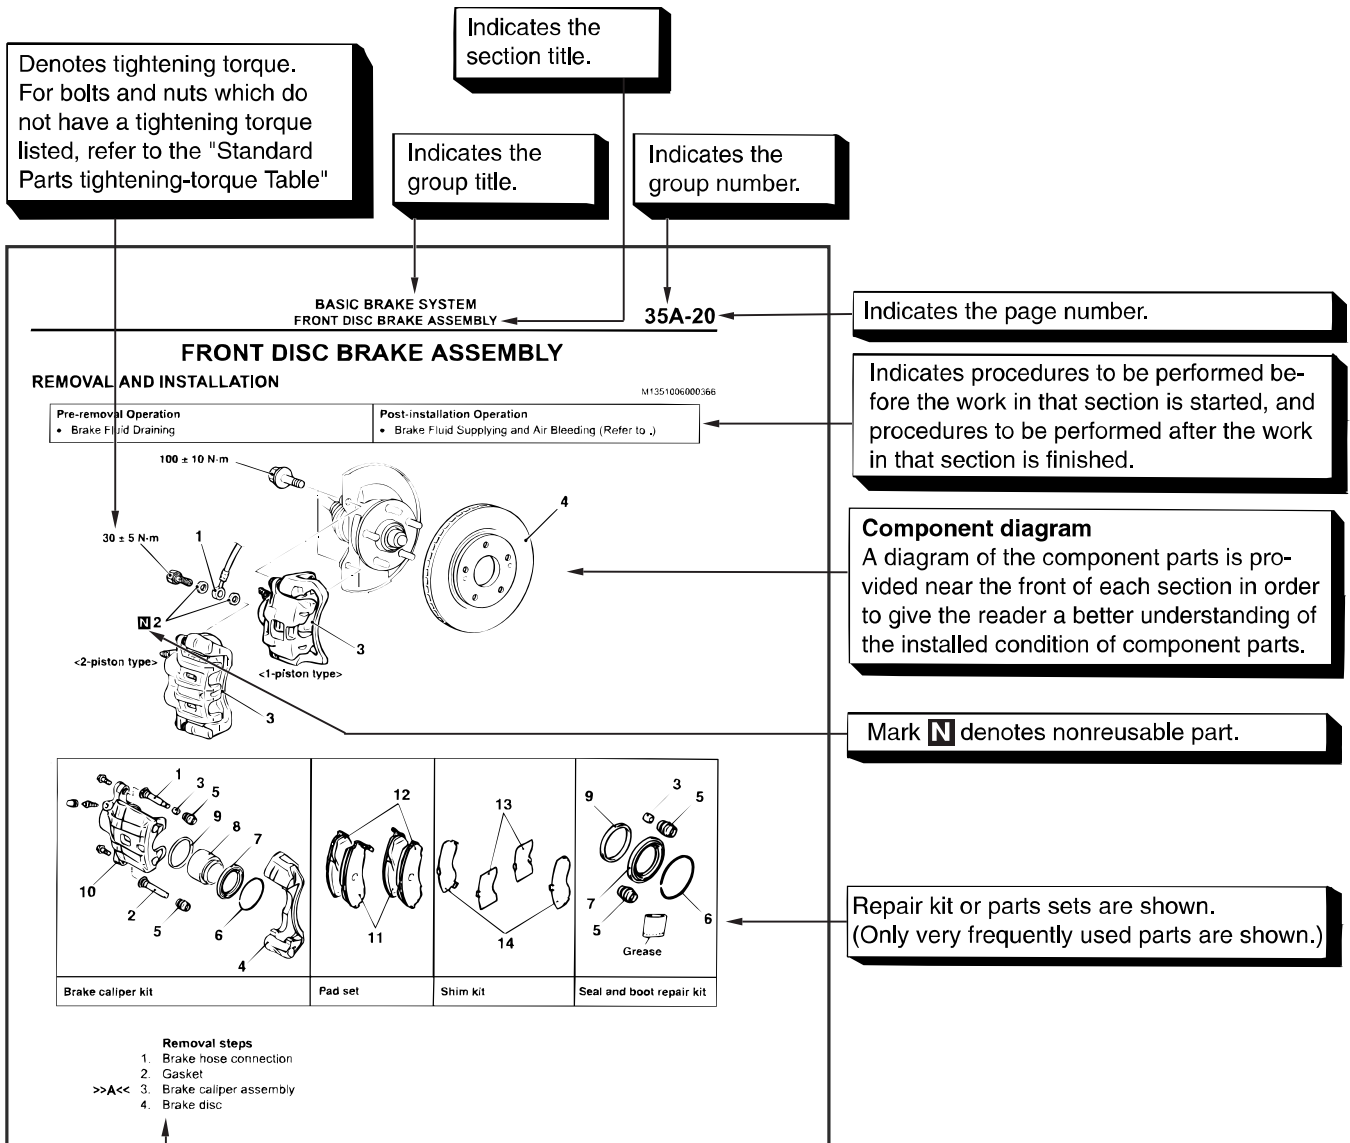 Indicates the
section title.
Denotes tightening torque.
For bolts and nuts which do
not have a tightening torque
listed, refer to the "Standard
Parts tightening-torque Table"
Indicates the
group title.
Indicates the
group number.
BASIC BRAKE SYSTEM
FRONT DISC BRAKE ASSEMBLY
35A-20
Indicates the page number.
FRONT DISC BRAKE ASSEMBLY
REMOVAL AND INSTALLATION
M1351006000366
Pre-removal Operation
• Brake Fluid Draining
Post-installation Operation
• Brake Fluid Supplying and Air Bleeding (Refer to .)
Indicates procedures to be performed be-
fore the work in that section is started, and
procedures to be performed after the work
in that section is finished.
100 ± 10 N·m
4
30 ± 5 N·m
1
N 2
3
<2-piston type>
<1-piston type>
3
Component diagram
A diagram of the component parts is pro-
vided near the front of each section in order
to give the reader a better understanding of
the installed condition of component parts.
Mark N denotes nonreusable part.
1
3
5
9
8
7
10
2
5
6
4
12
11
13
14
9
3
5
7
5
6
Grease
Brake caliper kit
Pad set
Shim kit
Seal and boot repair kit
Repair kit or parts sets are shown.
(Only very frequently used parts are shown.)
Removal steps
1. Brake hose connection
2. Gasket
>>A<< 3. Brake caliper assembly
4. Brake disc